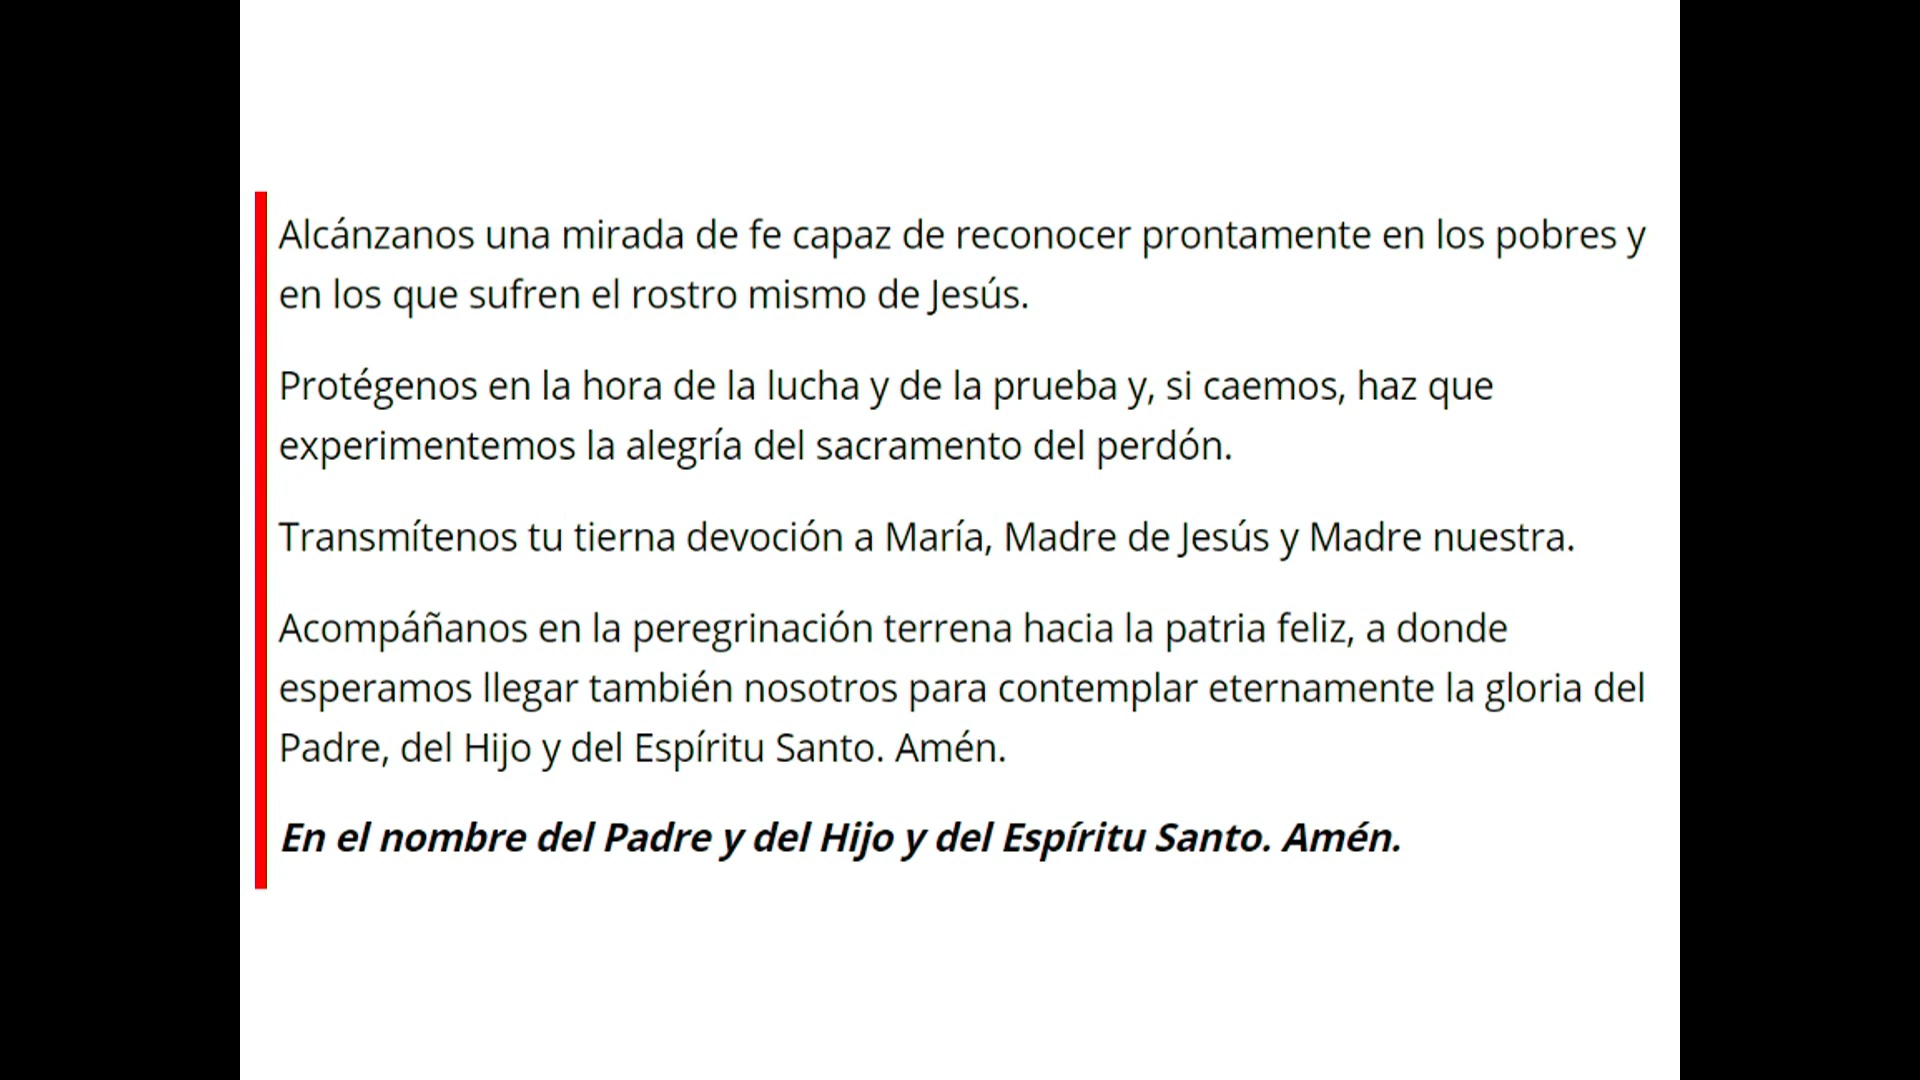 Alcánzanos una mirada de fe capaz de reconocer prontamente en los pobres y
en los que sufren el rostro mismo de Jesús.
Protégenos en la hora de la lucha y de la prueba y, si caemos, haz que
experimentemos la alegría del sacramento del perdón.
Transmítenos tu tierna devoción a María, Madre de Jesús y Madre nuestra.
Acompáñanos en la peregrinación terrena hacia la patria feliz, a donde
esperamos llegar también nosotros para contemplar eternamente la gloria del
Padre, del Hijo y del Espíritu Santo. Amén.
En el nombre del Padre y del Hijo y del Espíritu Santo. Amén.